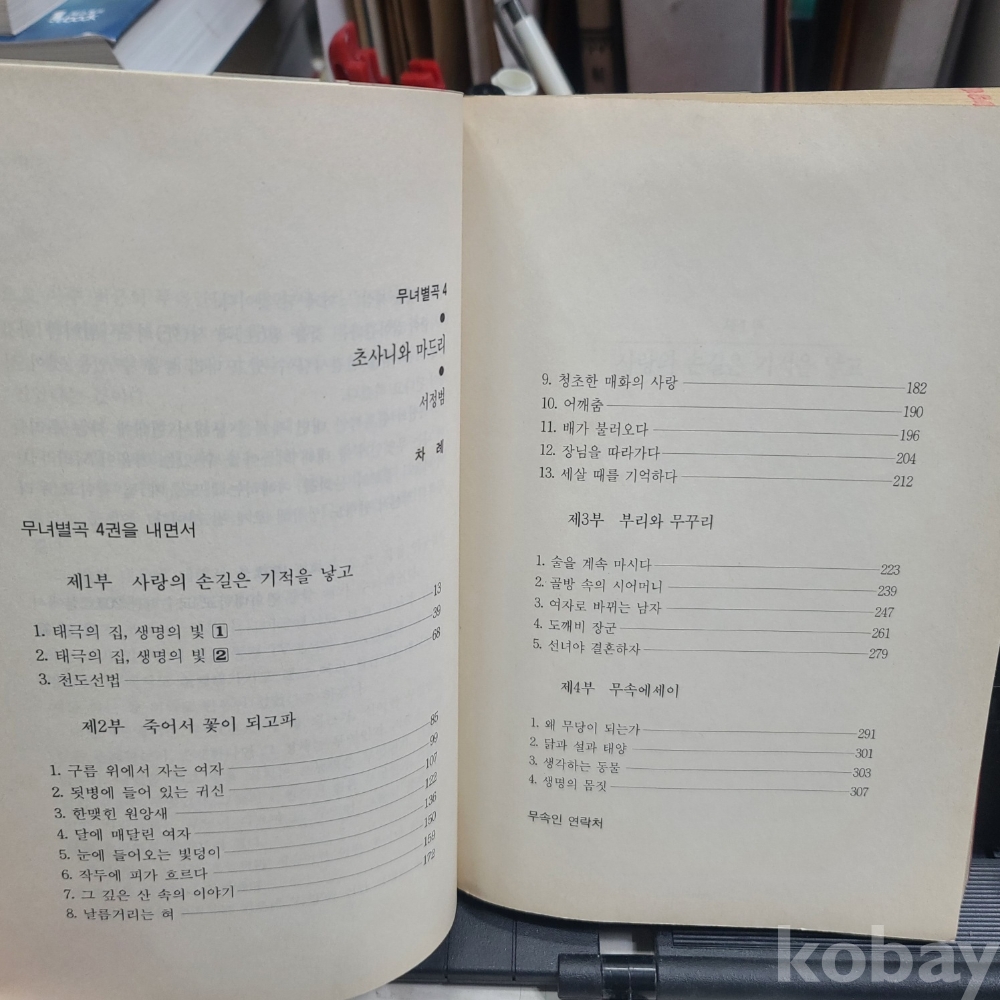 ebook
무녀별곡 4
●
초사니와 마드리
●
서정범
차 례
무녀별곡 4권을 내면서
제1부 사랑의 손길은 기적을 낳고
1. 태극의 집, 생명의 빛 1 13
2. 태극의 집, 생명의 빛 2 39
3. 천도선법 68
제2부 죽어서 꽃이 되고파
1. 구름 위에서 자는 여자 85
2. 됫병에 들어 있는 귀신 99
3. 한맺힌 원앙새 107
4. 달에 매달린 여자 122
5. 눈에 들어오는 빛덩이 136
6. 작두에 피가 흐르다 150
7. 그 깊은 산 속의 이야기 159
8. 날름거리는 혀 172
9. 청초한 매화의 사랑 182
10. 어깨춤 190
11. 배가 불러오다 196
12. 장님을 따라가다 204
13. 세살 때를 기억하다 212
제3부 부리와 무꾸리
1. 술을 계속 마시다 223
2. 골방 속의 시어머니 239
3. 여자로 바뀌는 남자 247
4. 도깨비 장군 261
5. 선녀야 결혼하자 279
제4부 무속에세이
1. 왜 무당이 되는가 291
2. 닭과 설과 태양 301
3. 생각하는 동물 303
4. 생명의 몸짓 307
무속인 연락처
kobay